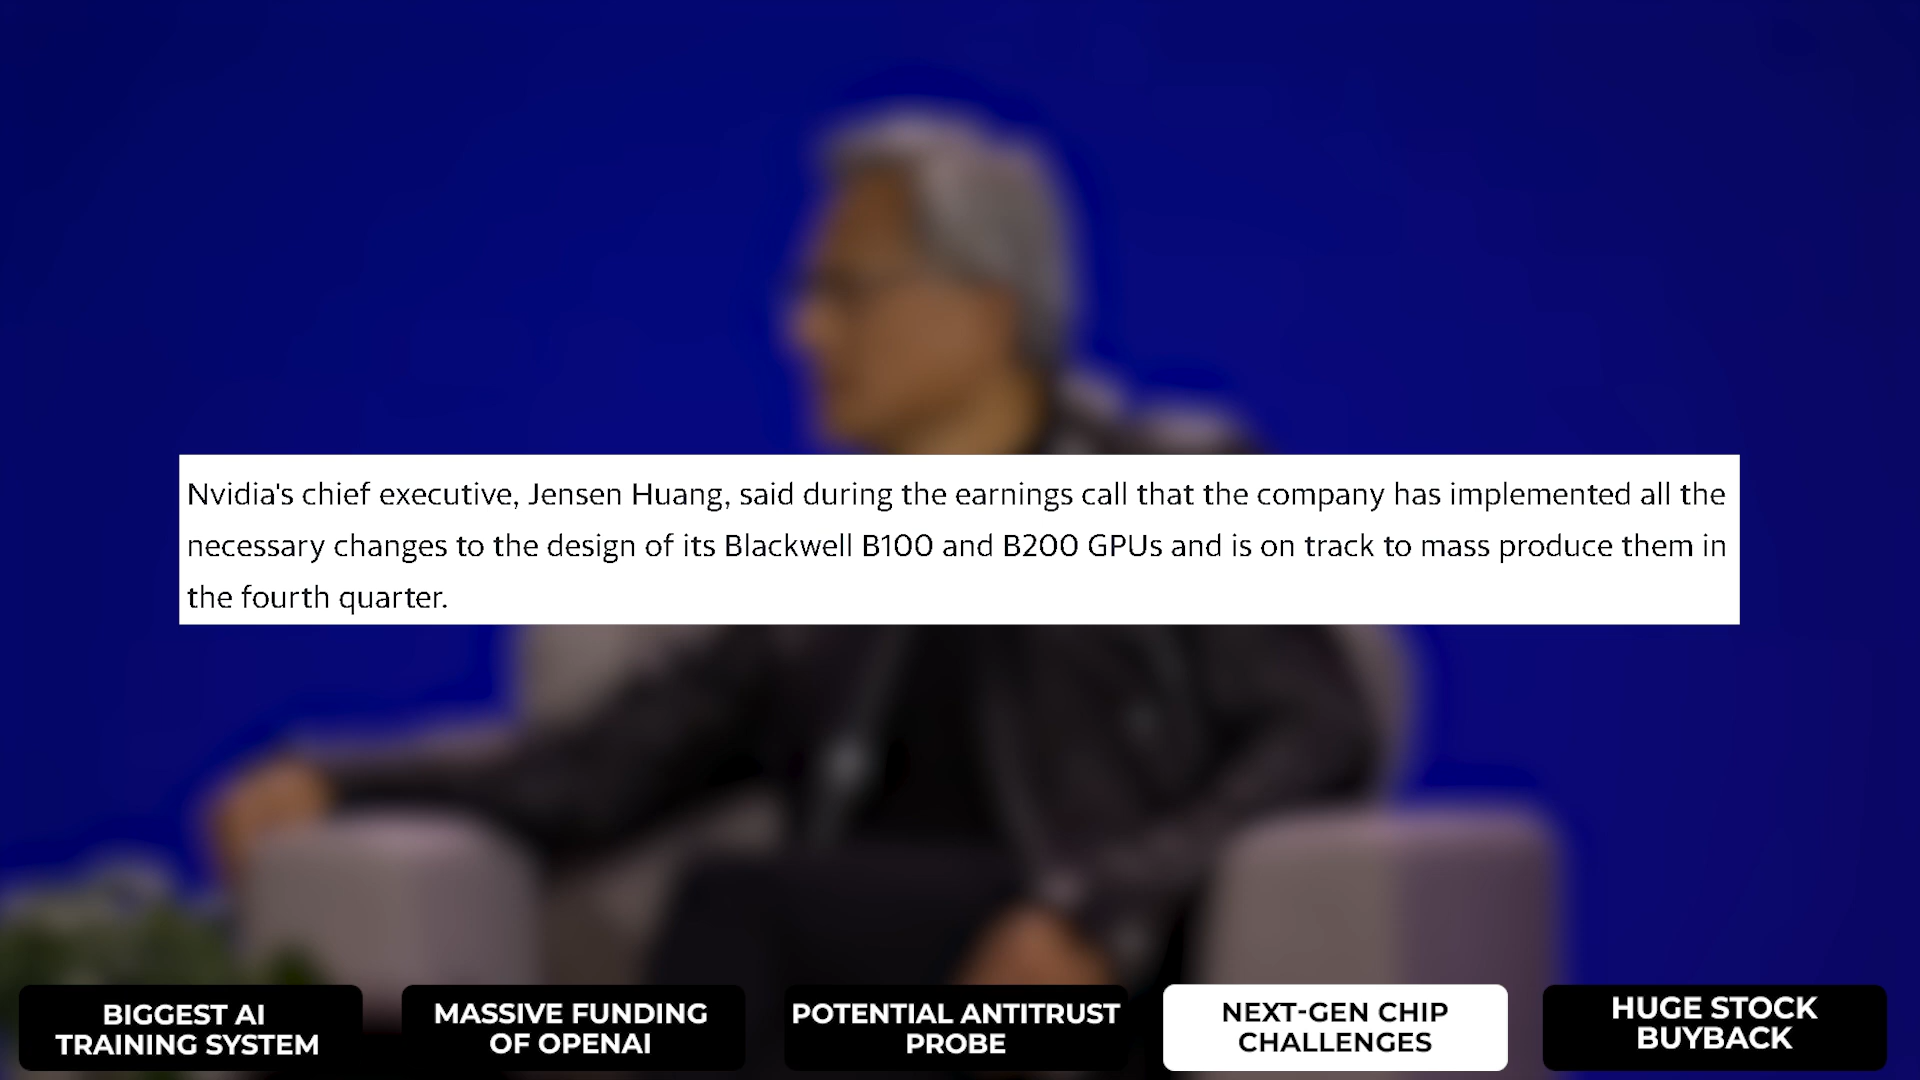 Nvidia's chief executive, Jensen Huang, said during the earnings call that the company has implemented all the
necessary changes to the design of its Blackwell B100 and B200 GPUs and is on track to mass produce them in
the fourth quarter.
BIGGEST AI
TRAINING SYSTEM
MASSIVE FUNDING
OF OPENAI
POTENTIAL ANTITRUST
PROBE
NEXT-GEN CHIP
CHALLENGES
HUGE STOCK
BUYBACK